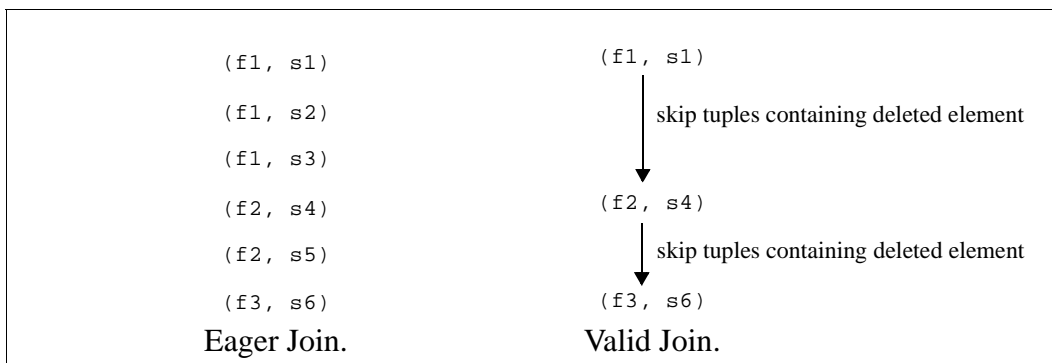 (f1, s1)
(f1, s2)
(f1, s3)
(f2, s4)
(f2, s5)
(f3, s6)
Eager Join.
(f1, s1)
skip tuples containing deleted element
(f2, s4)
skip tuples containing deleted element
(f3, s6)
Valid Join.